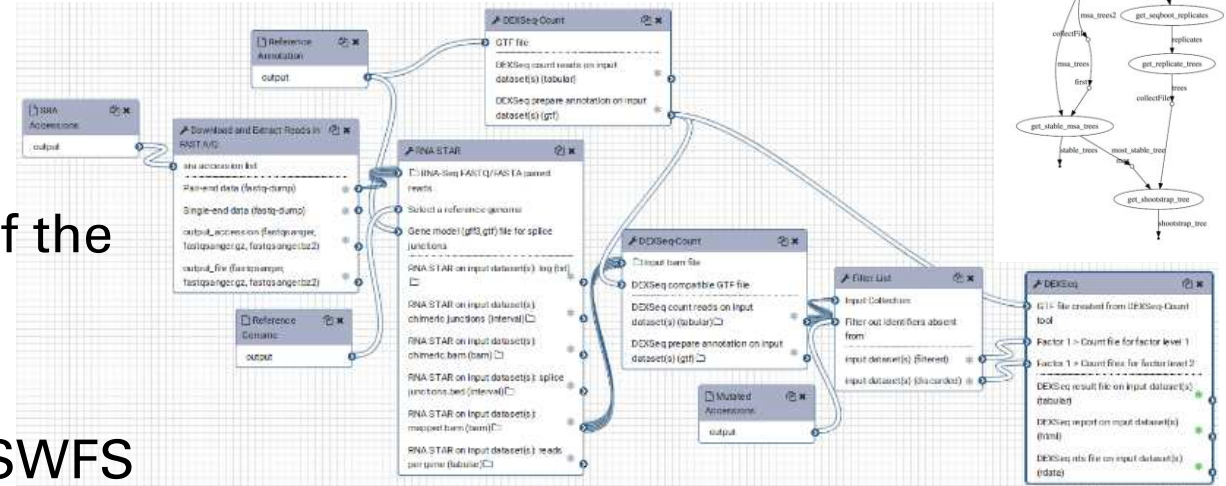 f the
SWFS
SRA
Accessions
output
Reference
Annotation
output
Download and Extract Reads in
FASTA/Q
sra accession list
Pair-end data (fastq-dump)
Single-end data (fastq-dump)
output_accession (fastqsanger,
fastqsanger.gz, fastqsanger.bz2)
output_file (fastqsanger,
fastqsanger.gz, fastqsanger.bz2)
Reference
Genome
output
DEXSeq-Count
GTF file
DEXSeq count reads on input
dataset(s) (tabular)
DEXSeq prepare annotation on input
dataset(s) (gtf)
RNA STAR
RNA-Seq FASTQ/FASTA paired
reads
Select a reference genome
Gene model (gff3,gtf) file for splice
junctions
RNA STAR on input dataset(s): log (txt)
RNA STAR on input dataset(s):
chimeric junctions (interval)
RNA STAR on input dataset(s):
chimeric.bam (bam)
RNA STAR on input dataset(s): splice
junctions.bed (interval)
RNA STAR on input dataset(s):
mapped.bam (bam)
RNA STAR on input dataset(s): reads
per gene (tabular)
DEXSeq-Count
Input bam file
DEXSeq compatible GTF file
DEXSeq count reads on input
dataset(s) (tabular)
DEXSeq prepare annotation on input
dataset(s) (gtf)
Mutated
Accessions
output
Filter List
Input Collection
Filter out identifiers absent
from
input dataset(s) (filtered)
input dataset(s) (discarded)
DEXSeq
GTF file created from DEXSeq-Count
tool
Factor 1 > Count file for factor level 1
Factor 1 > Count files for factor level 2
DEXSeq result file on input dataset(s)
(tabular)
DEXSeq report on input dataset(s)
(html)
DEXSeq rds file on input dataset(s)
(rdata)
msa_trees2
get_seqboot_replicates
collectFile
replicates
msa_trees
get_replicate_trees
first
trees
collectFile
get_stable_msa_trees
stable_trees
most_stable_tree
get_shootstrap_tree
shootstrap_tree